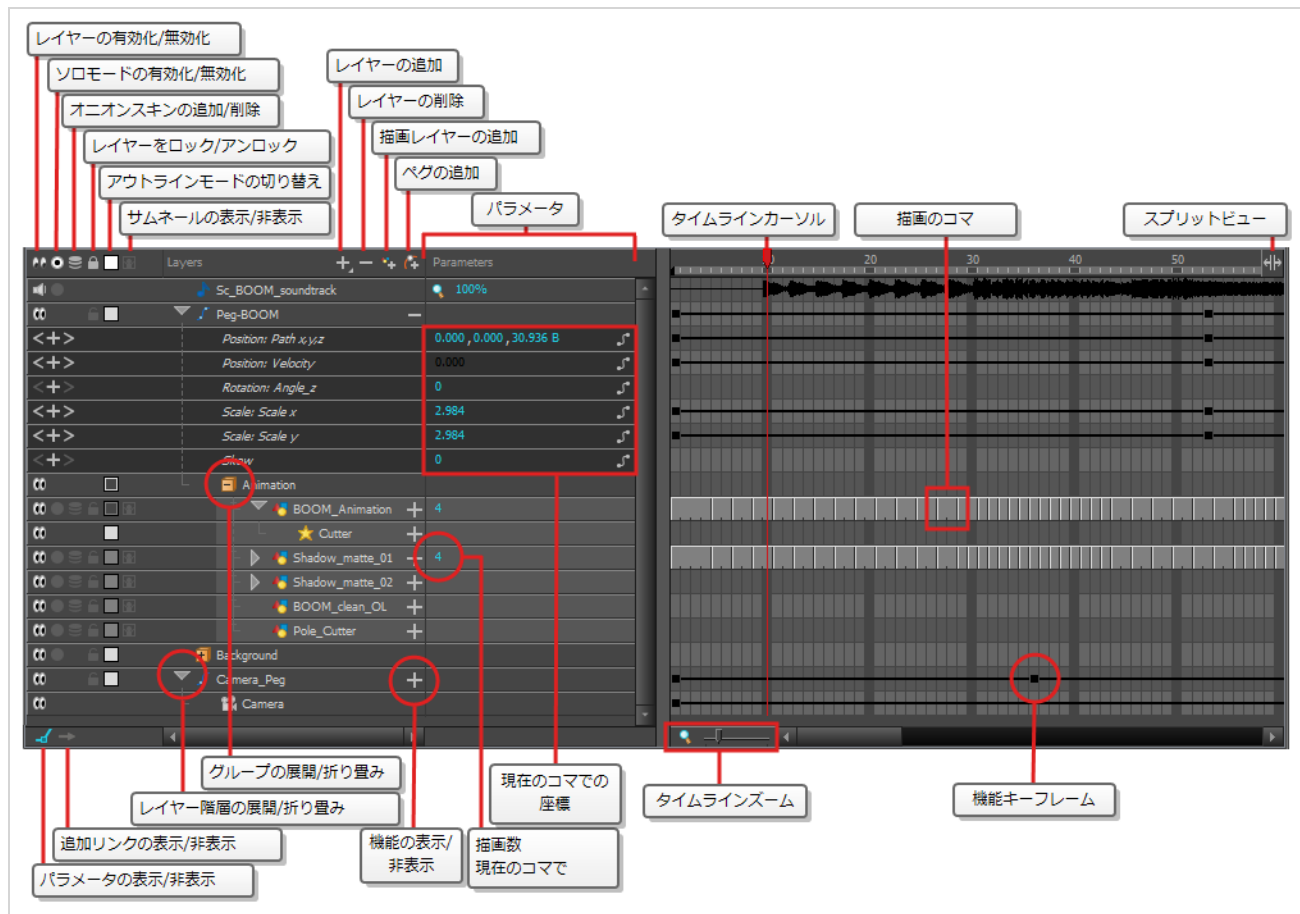 レイヤーの有効化/無効化
ソロモードの有効化/無効化
オニオンスキンの追加/削除
レイヤーをロック/アンロック
アウトラインモードの切り替え
サムネールの表示/非表示
レイヤーの追加
レイヤーの削除
描画レイヤーの追加
ペグの追加
パラメータ
タイムラインカーソル
描画のコマ
スプリットビュー
Layers
Parameters
20
30
40
50
Sc_BOOM_soundtrack
100%
Peg-BOOM
Position: Path x,y,z
0.000 , 0.000 , 30.936 B
Position: Velocity
0.000
Rotation: Angle_z
0
Scale: Scale x
2.984
Scale: Scale y
2.984
Skew
0
Animation
BOOM_Animation
4
Cutter
Shadow_matte_01
4
Shadow_matte_02
BOOM_clean_OL
Pole_Cutter
Background
Camera_Peg
Camera
グループの展開/折り畳み
レイヤー階層の展開/折り畳み
追加リンクの表示/非表示
パラメータの表示/非表示
機能の表示/
非表示
描画数
現在のコマで
現在のコマでの
座標
タイムラインズーム
機能キーフレーム